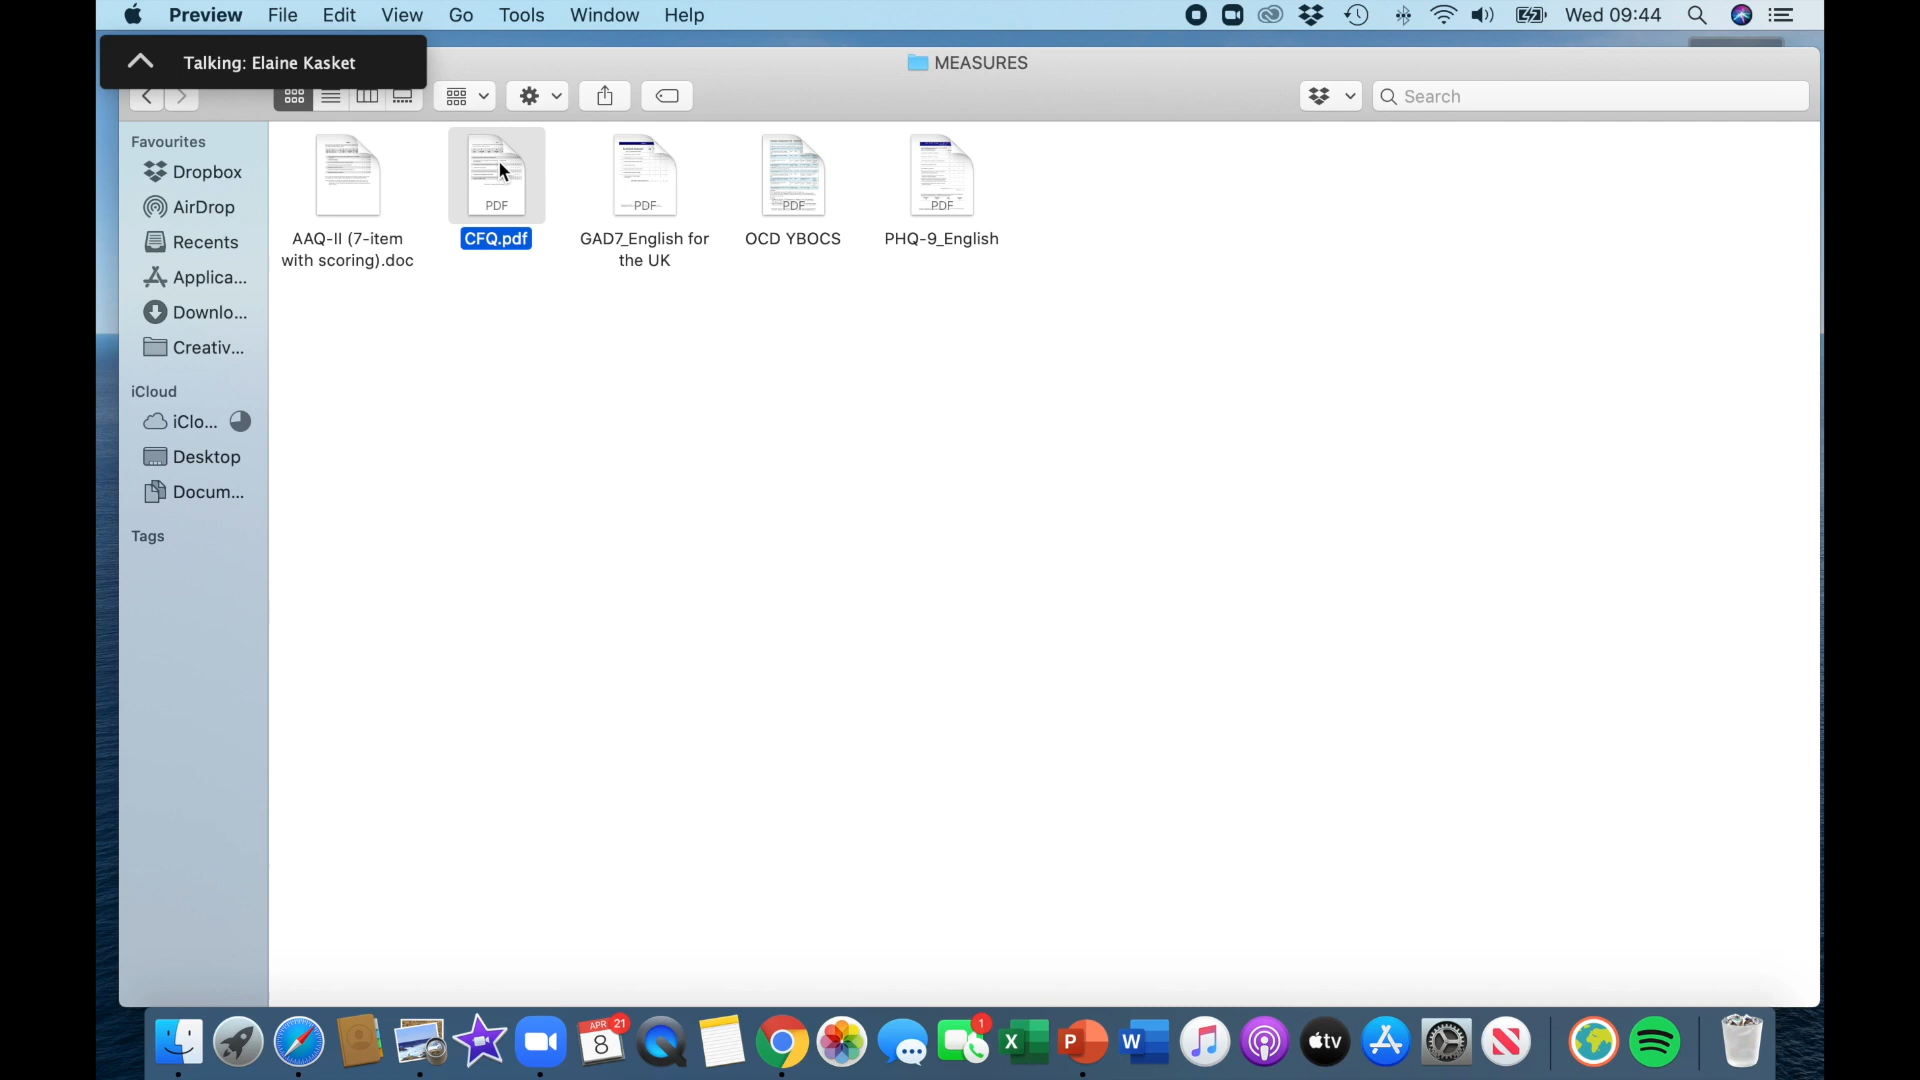 Preview File Edit View Go Tools Window Help Wed 09:44
Talking: Elaine Kasket
MEASURES
Search
Favourites
Dropbox
AirDrop
Recents
Applica...
Downlo...
Creativ...
iCloud
iClo...
Desktop
Docum...
Tags
PDF PDF PDF PDF
AAQ-II (7-item with scoring).doc
CFQ.pdf
GAD7_English for the UK
OCD YBOCS
PHQ-9_English
APR 21
8
1
X
P
W
tv